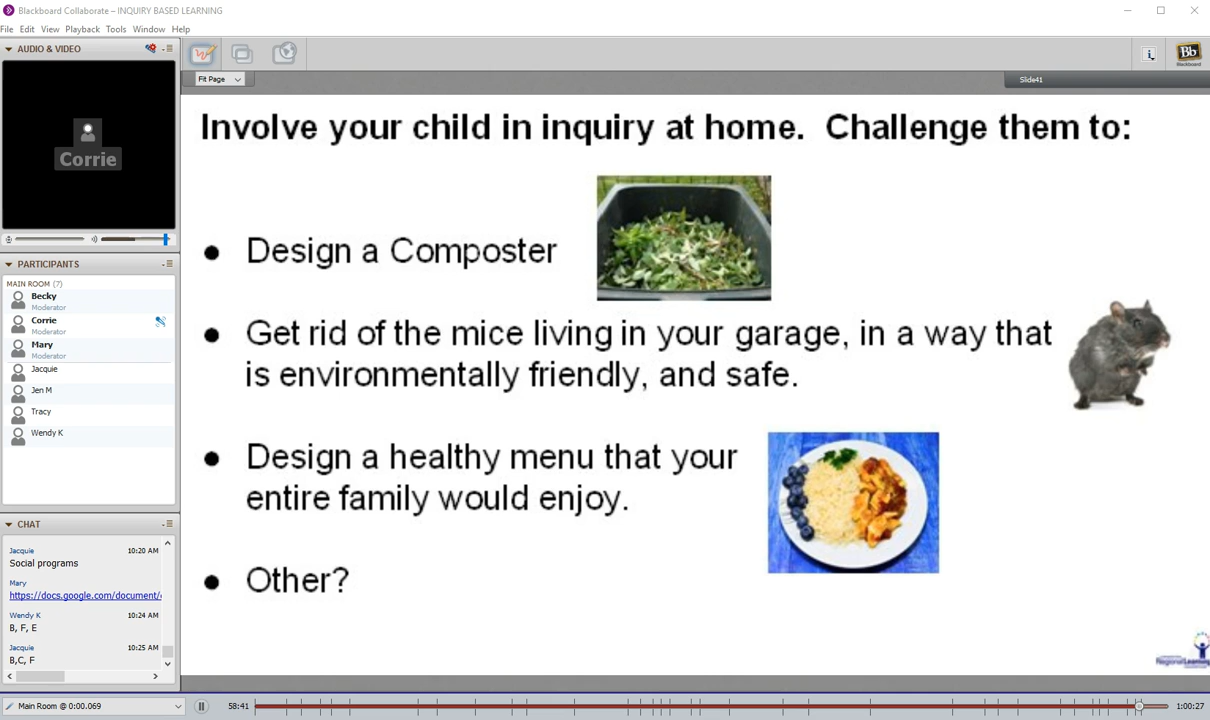 Blackboard Collaborate – INQUIRY BASED LEARNING
File Edit View Playback Tools Window Help
AUDIO & VIDEO
Corrie
PARTICIPANTS
MAIN ROOM (7)
Becky
Moderator
Corrie
Moderator
Mary
Moderator
Jacquie
Jen M
Tracy
Wendy K
CHAT
Jacquie 10:20 AM
Social programs
Mary
https://docs.google.com/document/
Wendy K 10:24 AM
B, F, E
Jacquie 10:25 AM
B,C, F
Main Room @ 0:00.069
58:41
1:00:27
Fit Page
Slide41
Bb
Blackboard
Involve your child in inquiry at home. Challenge them to:
● Design a Composter
● Get rid of the mice living in your garage, in a way that
is environmentally friendly, and safe.
● Design a healthy menu that your
entire family would enjoy.
● Other?
Regional Learning